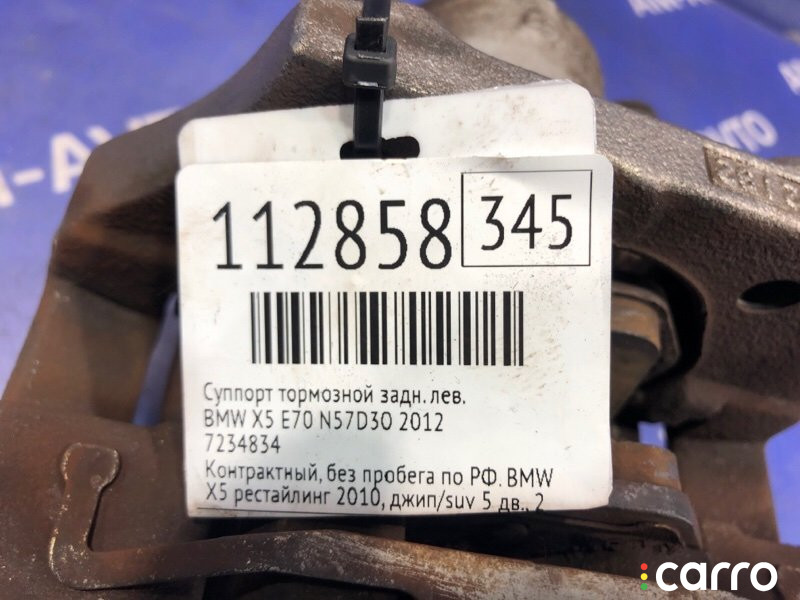 112858 345
Суппорт тормозной задн. лев.
BMW X5 E70 N57D30 2012
7234834
Контрактный, без пробега по РФ. BMW
X5 рестайлинг 2010, джип/suv 5 дв., 2
carro